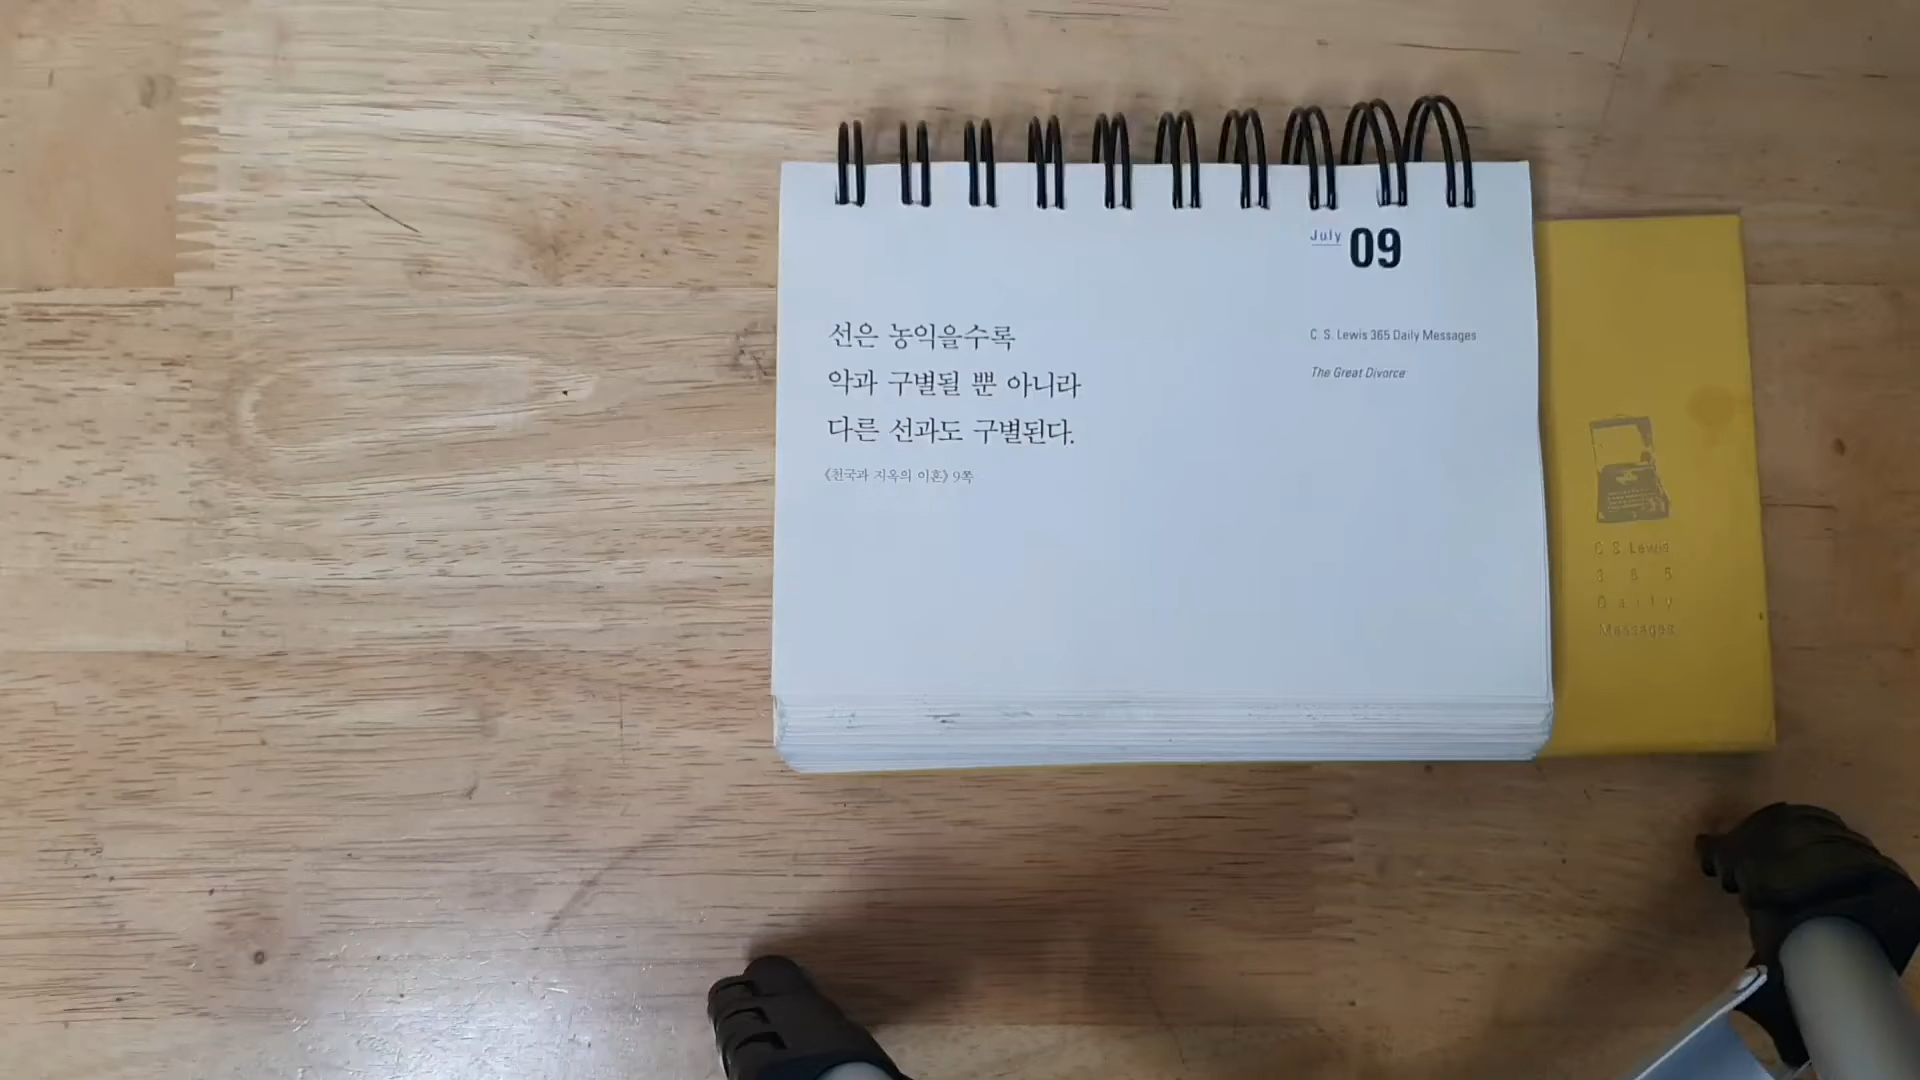 July 09
선은 농익을수록
악과 구별될 뿐 아니라
다른 선과도 구별된다.
《천국과 지옥의 이혼》 9쪽
C. S. Lewis 365 Daily Messages
The Great Divorce
C S Lewis
3 6 5
Daily
Messages